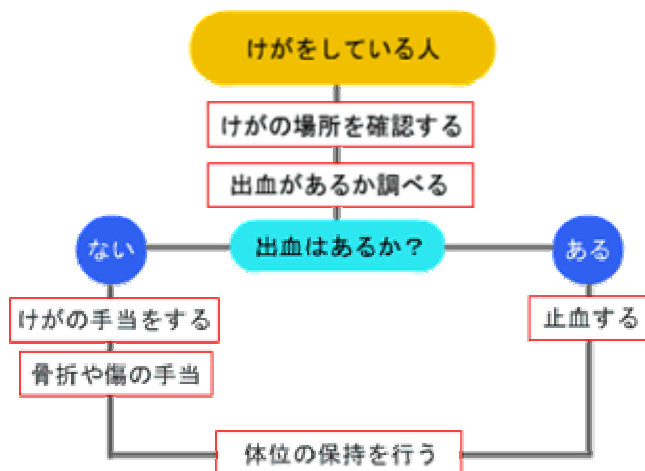 けがをしている人
けがの場所を確認する
出血があるか調べる
ない
出血はあるか？
ある
けがの手当をする
止血する
骨折や傷の手当
体位の保持を行う